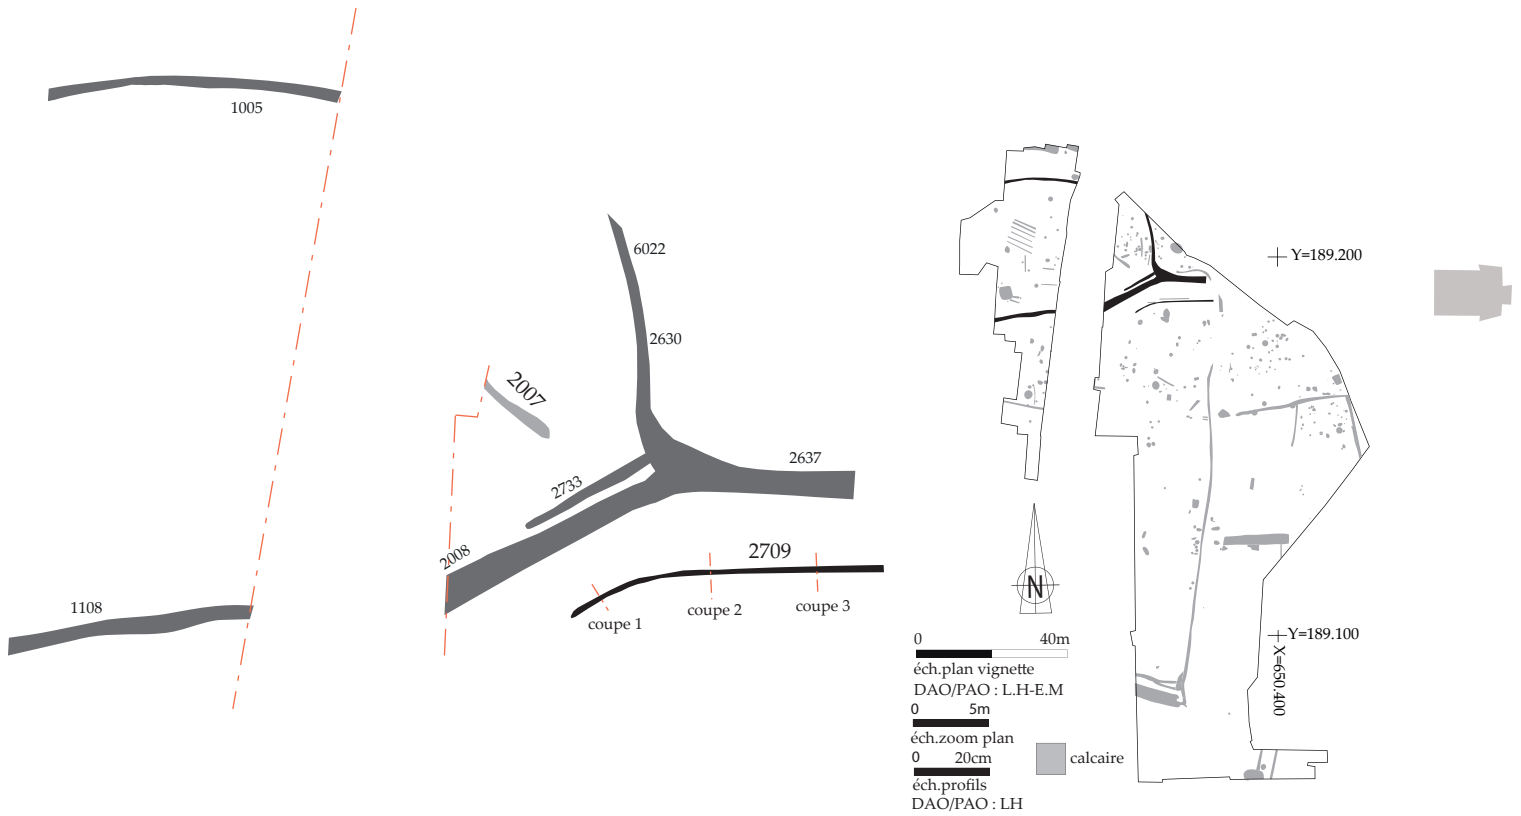 1005
6022
2630
2007
2637
2733
2008
2709
coupe 1
coupe 2
coupe 3
1108
Y=189.200
Y=189.100
X=650.400
N
0 40m
éch.plan vignette
DAO/PAO : L.H-E.M
0 5m
éch.zoom plan
0 20cm
éch.profils
DAO/PAO : LH
calcaire